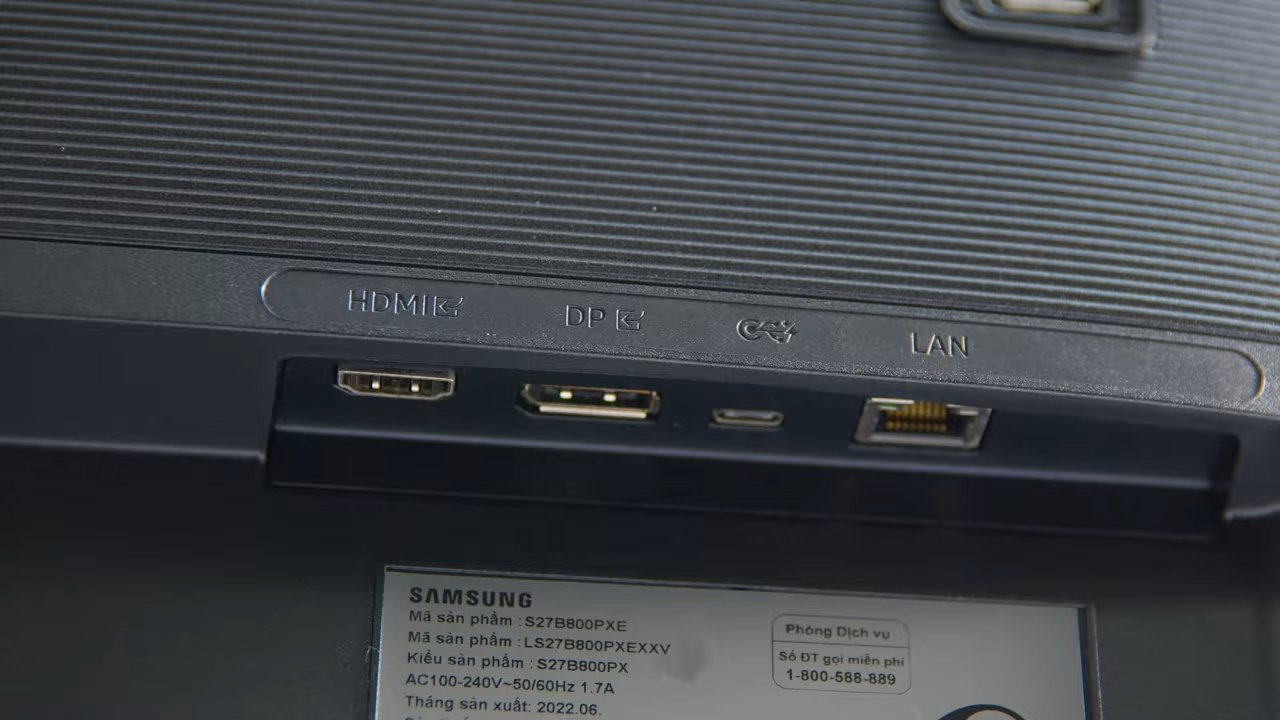 HDMI
DP
LAN
SAMSUNG
Mã sản phẩm : S27B800PXE
Mã sản phẩm : LS27B800PXEXXV
Kiểu sản phẩm : S27B800PX
AC100-240V~50/60Hz 1.7A
Tháng sản xuất: 2022.06.
Phòng Dịch vụ
Số ĐT gọi miễn phí
1-800-588-889